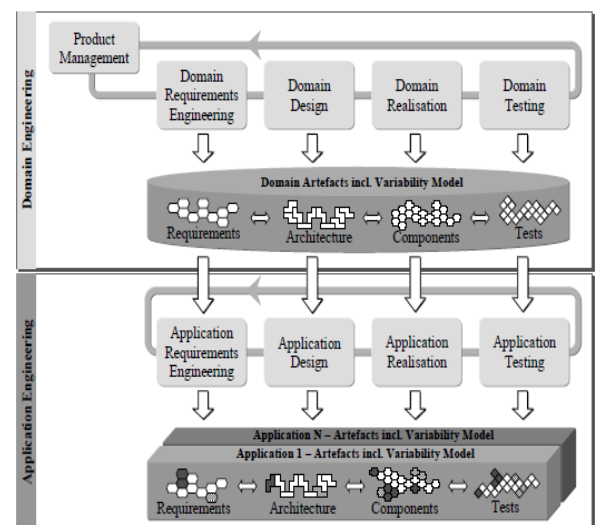 Domain Engineering
Product
Management
Domain
Requirements
Engineering
Domain
Design
Domain
Realisation
Domain
Testing
Domain Artefacts incl. Variability Model
Requirements
Architecture
Components
Tests
Application Engineering
Application
Requirements
Engineering
Application
Design
Application
Realisation
Application
Testing
Application N – Artefacts incl. Variability Model
Application 1 – Artefacts incl. Variability Model
Requirements
Architecture
Components
Tests